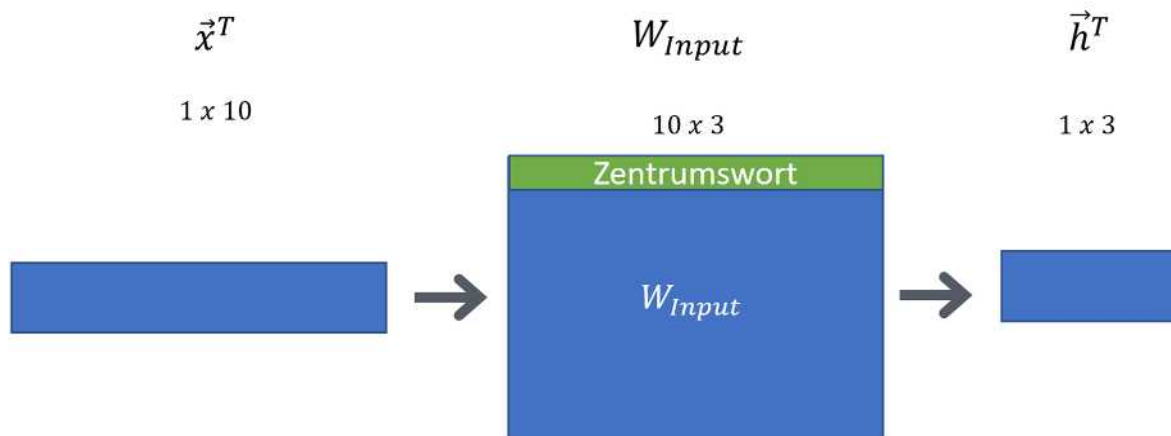 x⃗ᵀ W_Input h⃗ᵀ
1 x 10 10 x 3 1 x 3
Zentrumswort
W_Input